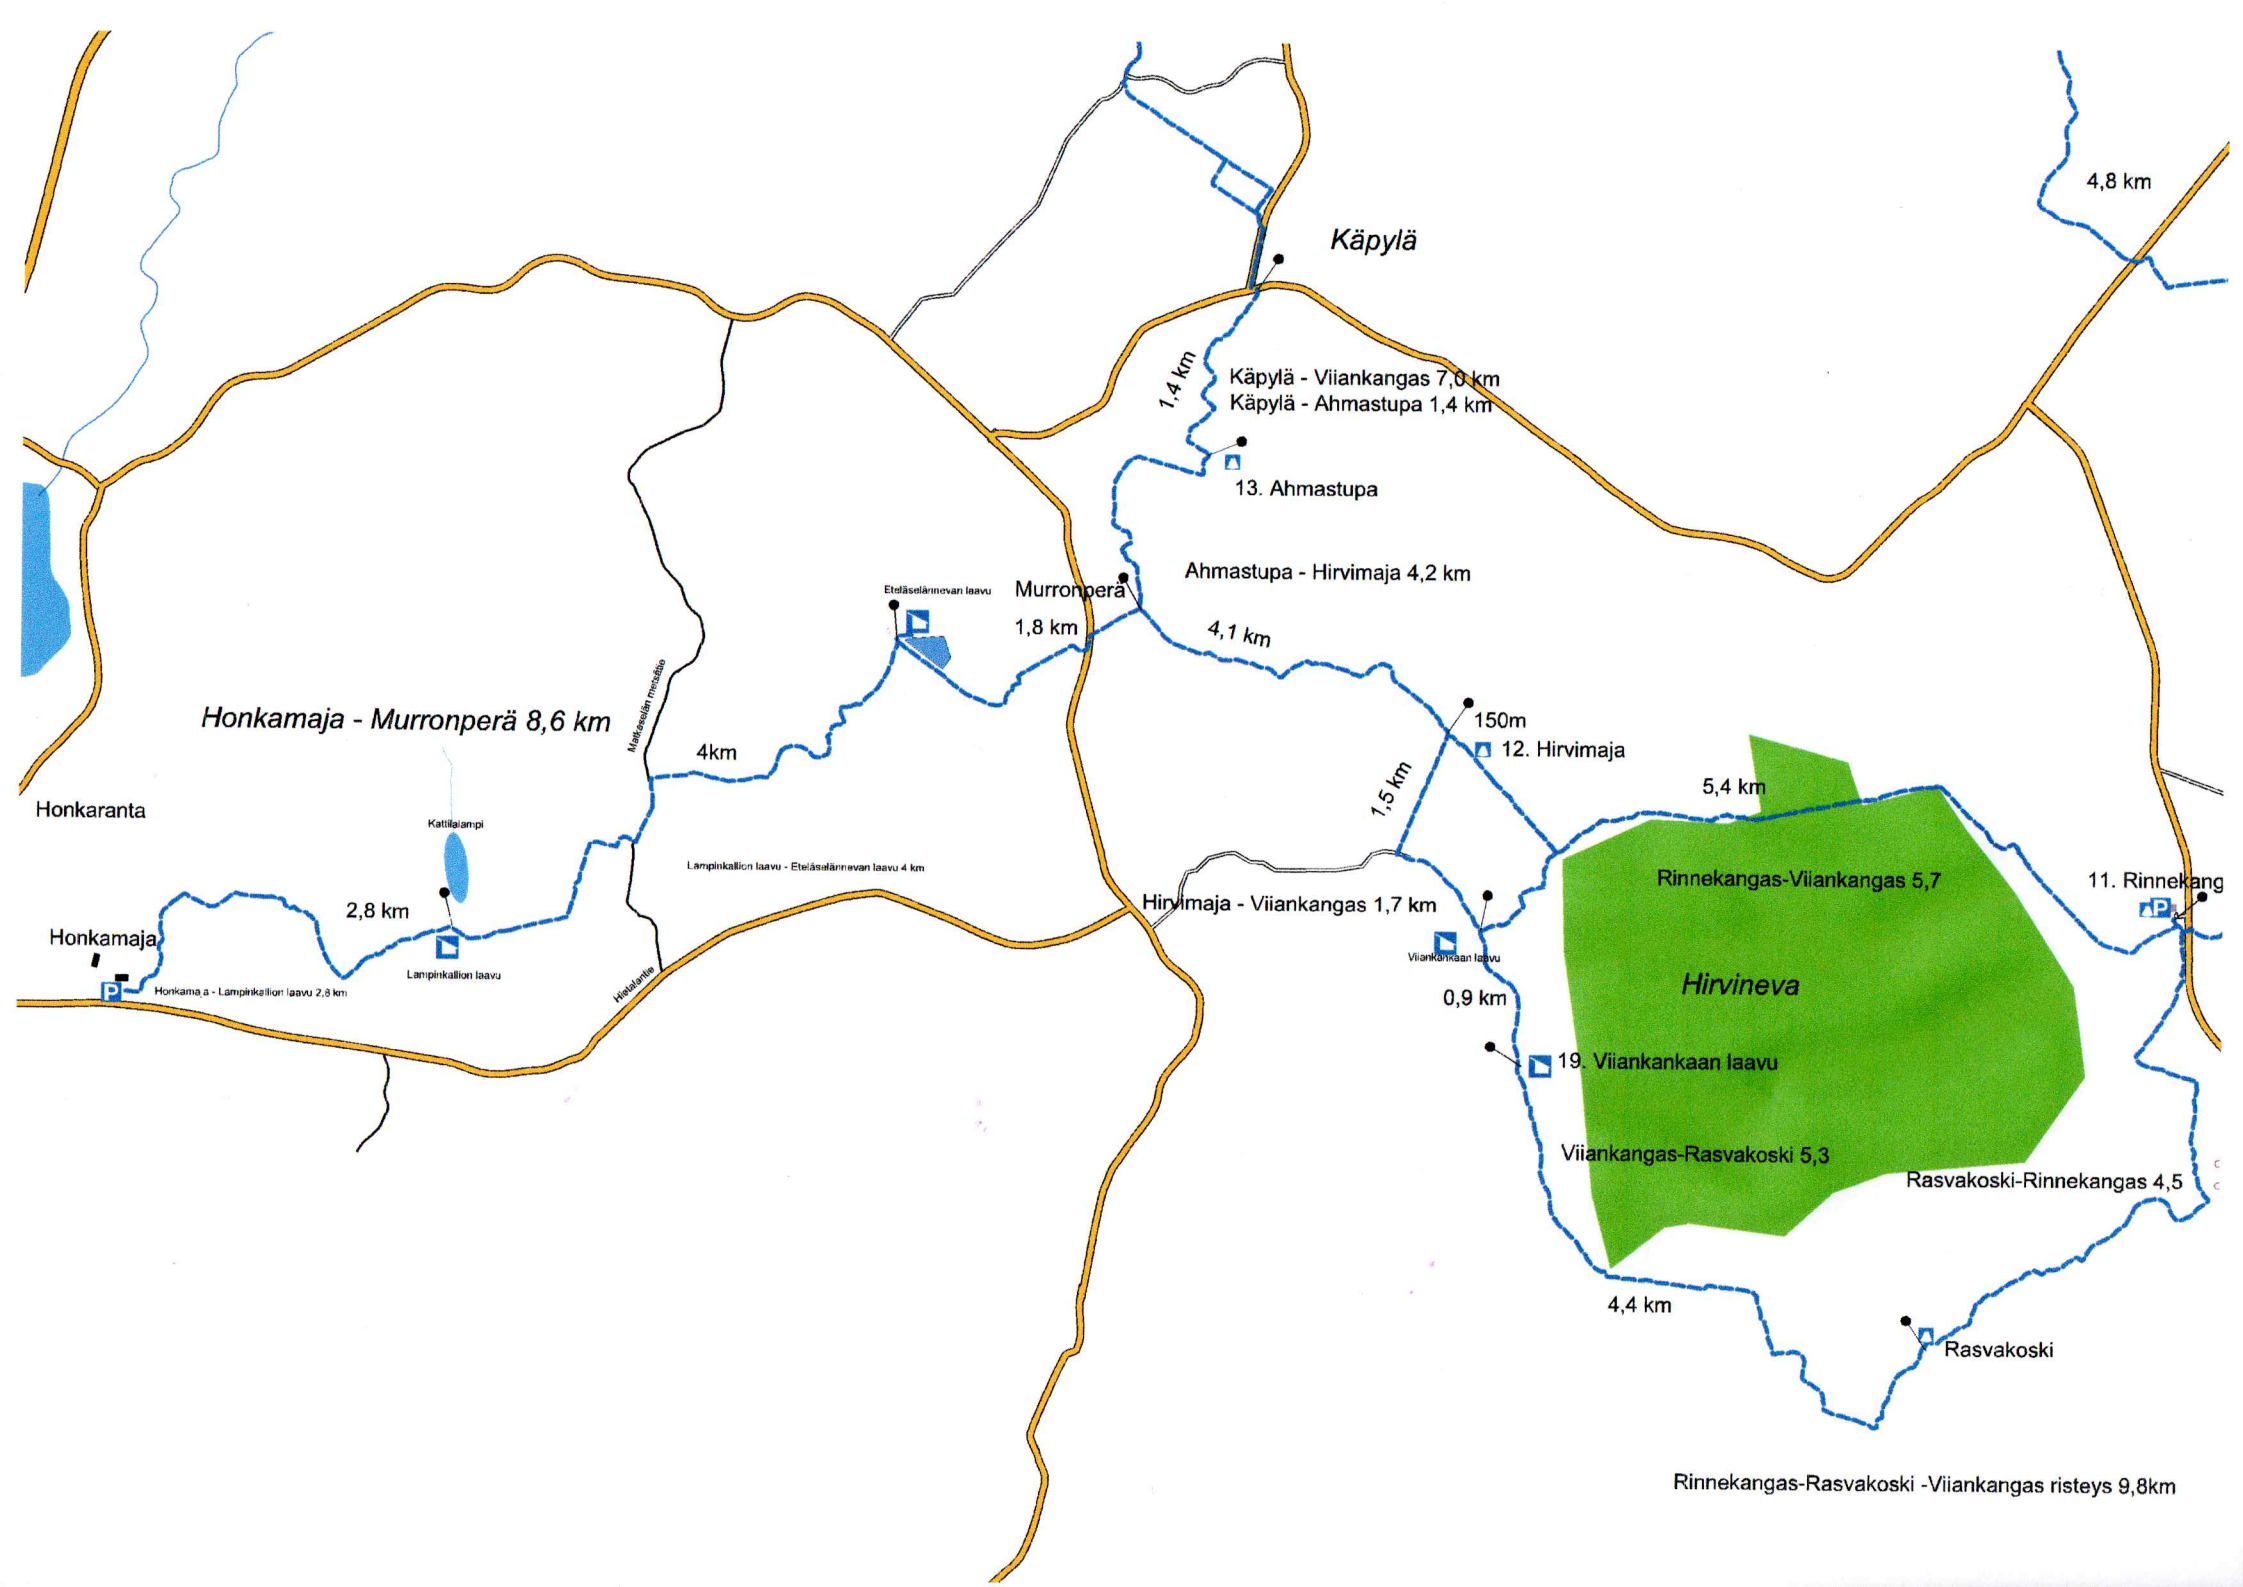 4,8 km
Käpylä
1,4 km
Käpylä - Viiankangas 7,0 km
Käpylä - Ahmastupa 1,4 km
13. Ahmastupa
Ahmastupa - Hirvimaja 4,2 km
Eteläselännevan laavu
Murronperä
1,8 km
4,1 km
Matkaselän metsätie
Honkamaja - Murronperä 8,6 km
150m
4km
12. Hirvimaja
1,5 km
5,4 km
Honkaranta
Kattilalampi
Lampinkallion laavu - Eteläselännevan laavu 4 km
Rinnekangas-Viiankangas 5,7
11. Rinnekang
2,8 km
Hirvimaja - Viiankangas 1,7 km
Honkamaja
Viiankankaan laavu
Lampinkallion laavu
Hietalantie
Hirvineva
P
P
Honkamaja - Lampinkallion laavu 2,8 km
0,9 km
19. Viiankankaan laavu
Viiankangas-Rasvakoski 5,3
Rasvakoski-Rinnekangas 4,5
4,4 km
Rasvakoski
Rinnekangas-Rasvakoski -Viiankangas risteys 9,8km